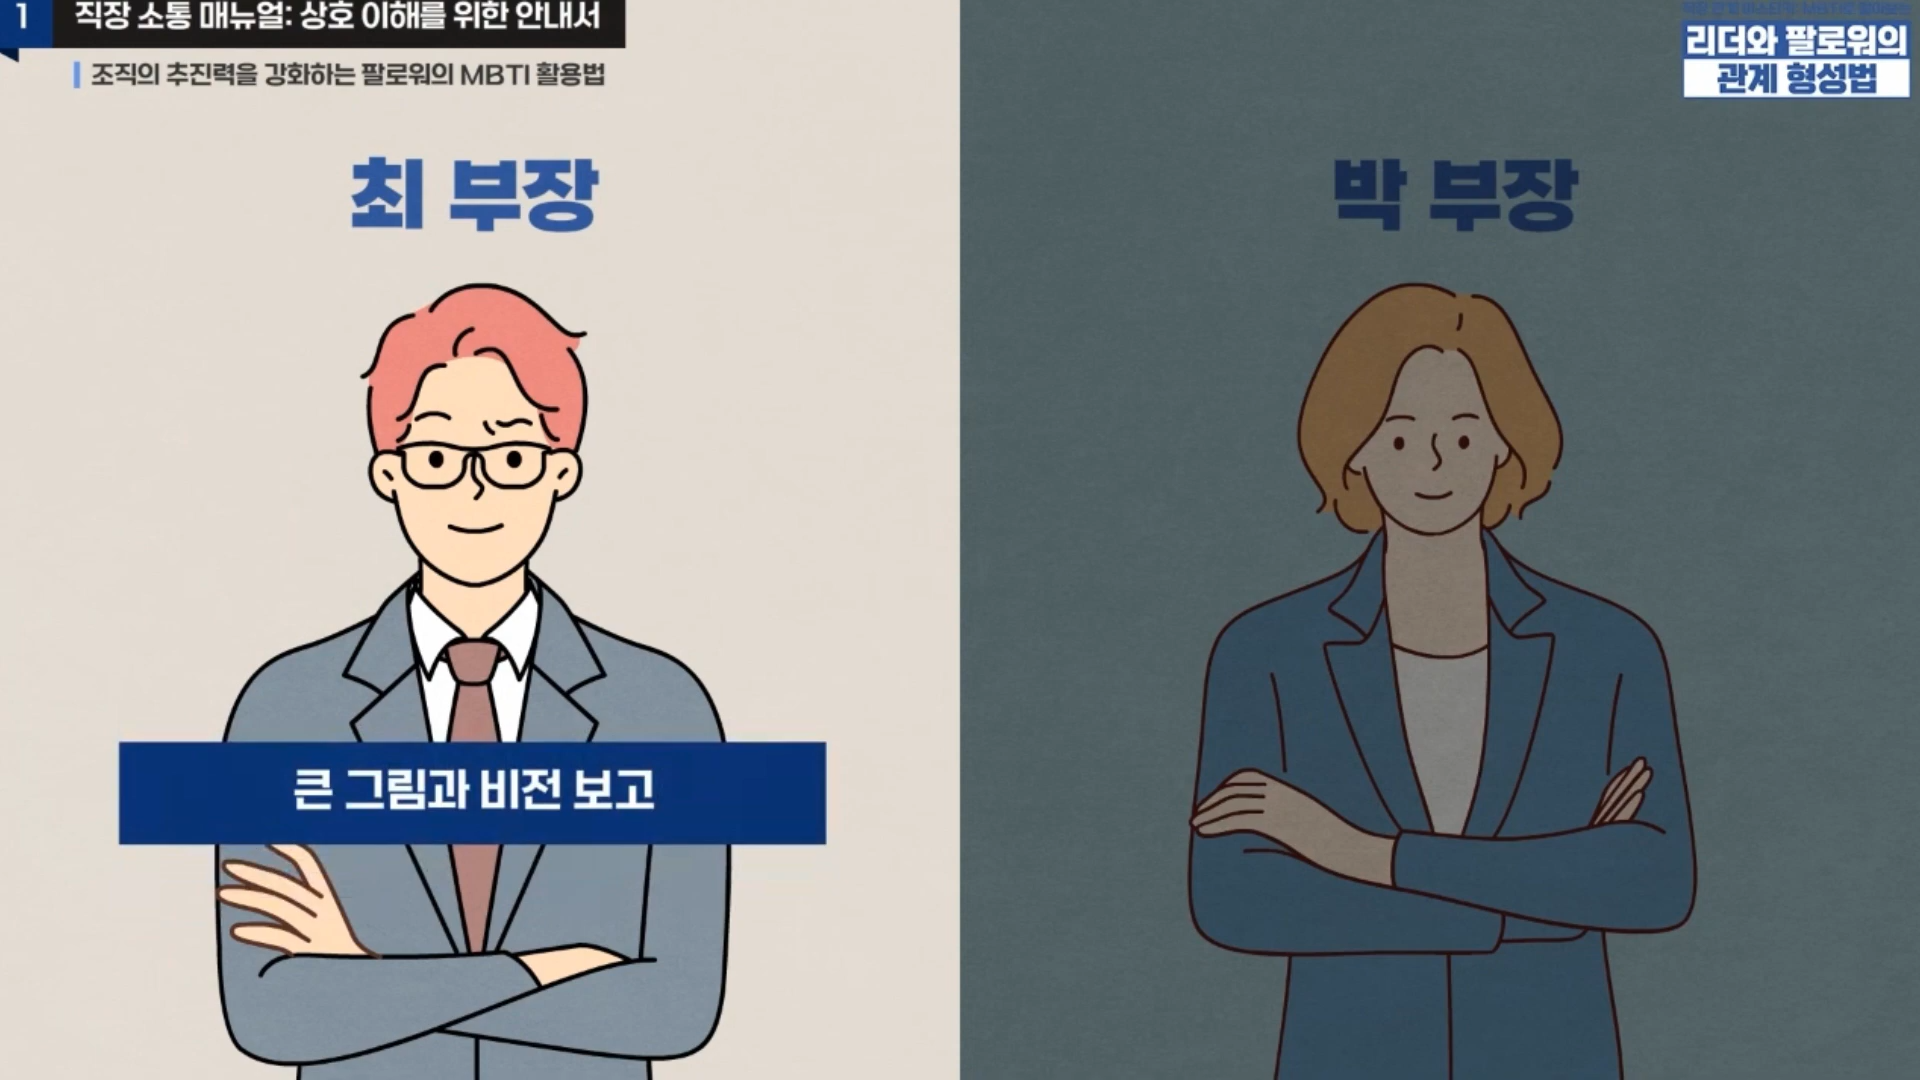 1
직장 소통 매뉴얼: 상호 이해를 위한 안내서
조직의 추진력을 강화하는 팔로워의 MBTI 활용법
리더와 팔로워의
관계 형성법
최 부장
박 부장
큰 그림과 비전 보고